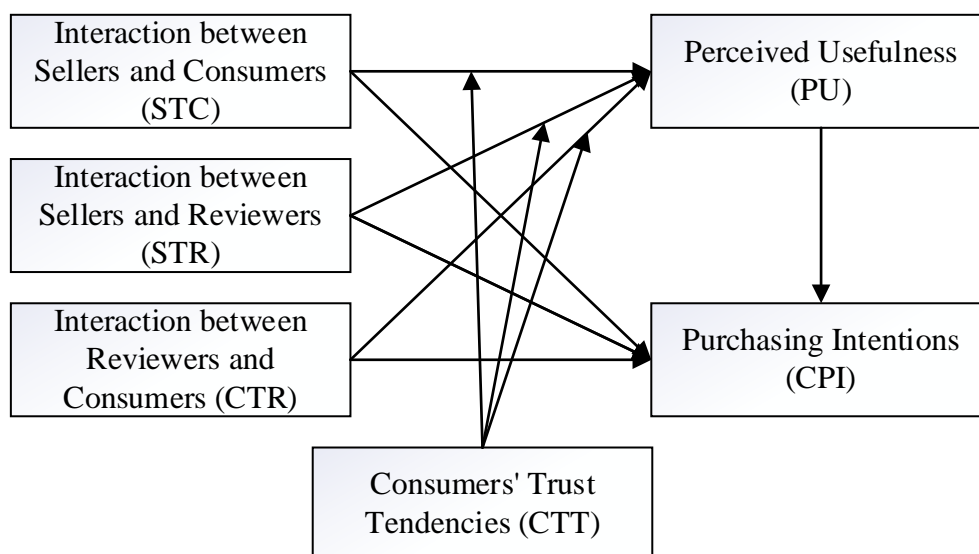 Interaction between
Sellers and Consumers
(STC)
Perceived Usefulness
(PU)
Interaction between
Sellers and Reviewers
(STR)
Interaction between
Reviewers and
Consumers (CTR)
Purchasing Intentions
(CPI)
Consumers' Trust
Tendencies (CTT)